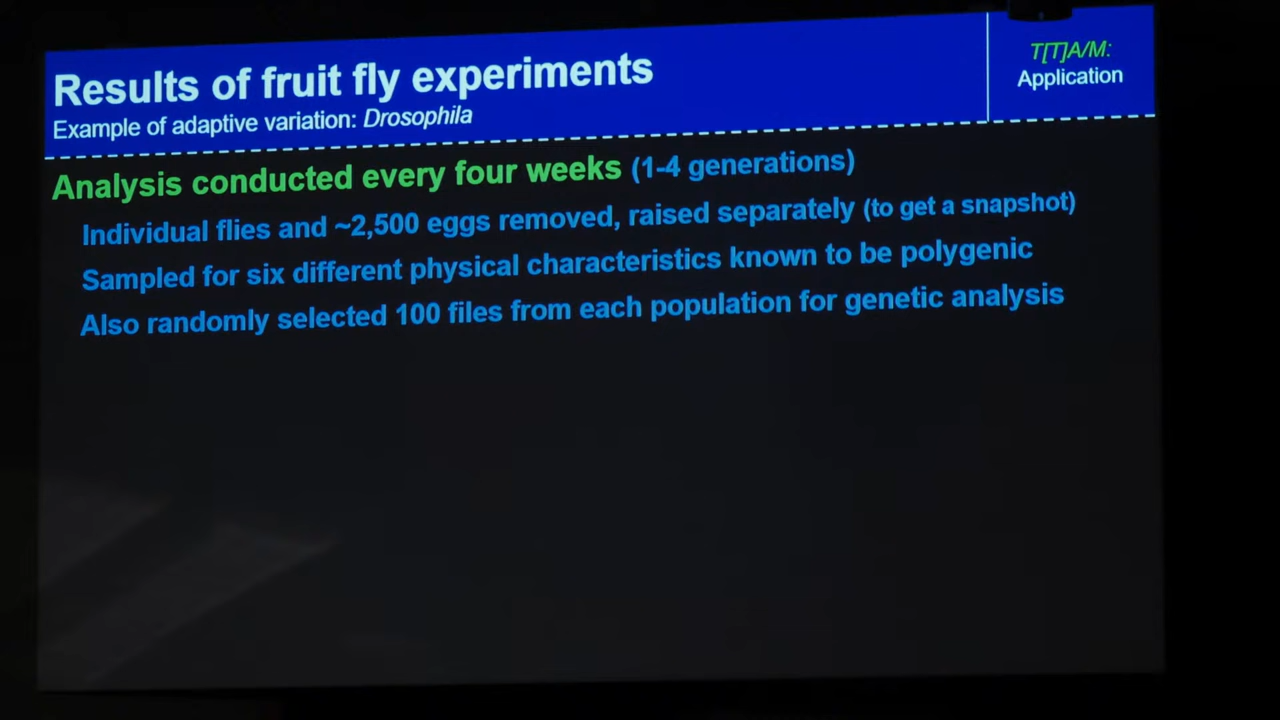 Results of fruit fly experiments
Example of adaptive variation: Drosophila
T[T]A/M:
Application
Analysis conducted every four weeks (1-4 generations)
Individual flies and ~2,500 eggs removed, raised separately (to get a snapshot)
Sampled for six different physical characteristics known to be polygenic
Also randomly selected 100 files from each population for genetic analysis